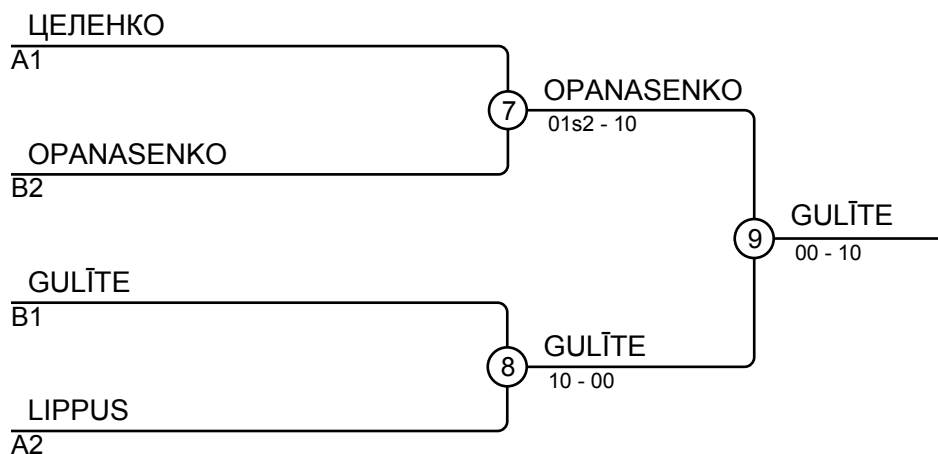 ЦЕЛЕНКО
A1
7
OPANASENKO
01s2 - 10
OPANASENKO
B2
9
GULĪTE
00 - 10
GULĪTE
B1
8
GULĪTE
10 - 00
LIPPUS
A2